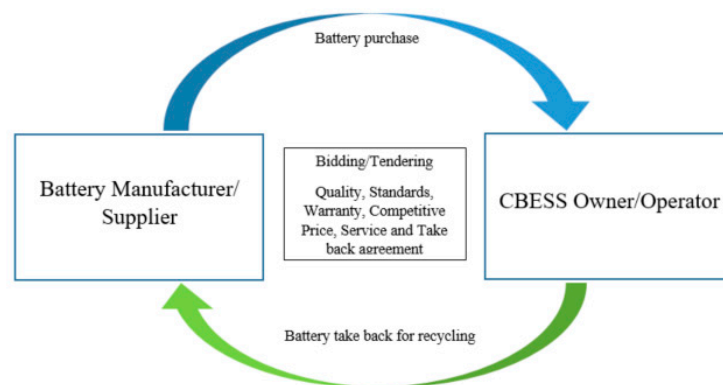 Battery purchase
Battery Manufacturer/
Supplier
Bidding/Tendering
Quality, Standards,
Warranty, Competitive
Price, Service and Take
back agreement
CBESS Owner/Operator
Battery take back for recycling